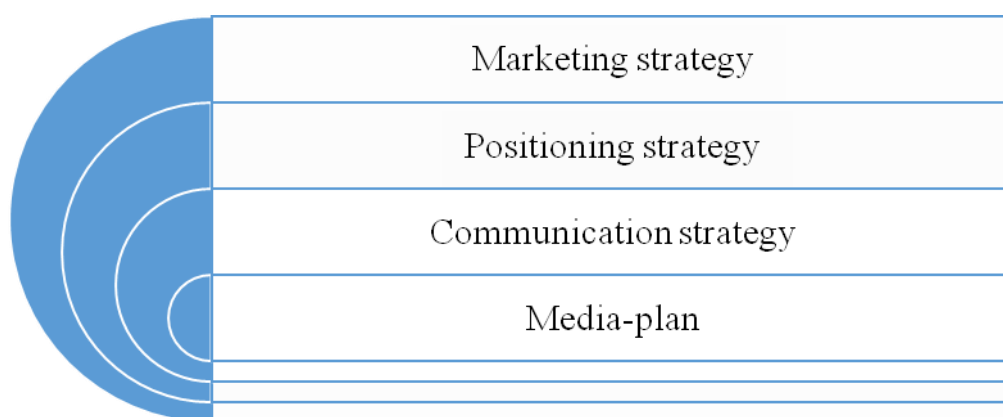 Marketing strategy
Positioning strategy
Communication strategy
Media-plan